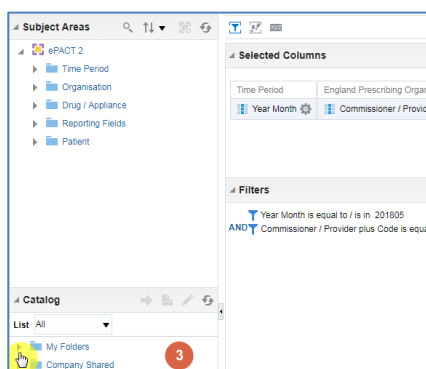 Subject Areas
ePACT 2
Time Period
Organisation
Drug / Appliance
Reporting Fields
Patient
Catalog
List All
My Folders
Company Shared
3
Selected Columns
Time Period England Prescribing Organ
Year Month Commissioner / Provid
Filters
Year Month is equal to / is in 201805
AND Commissioner / Provider plus Code is equa